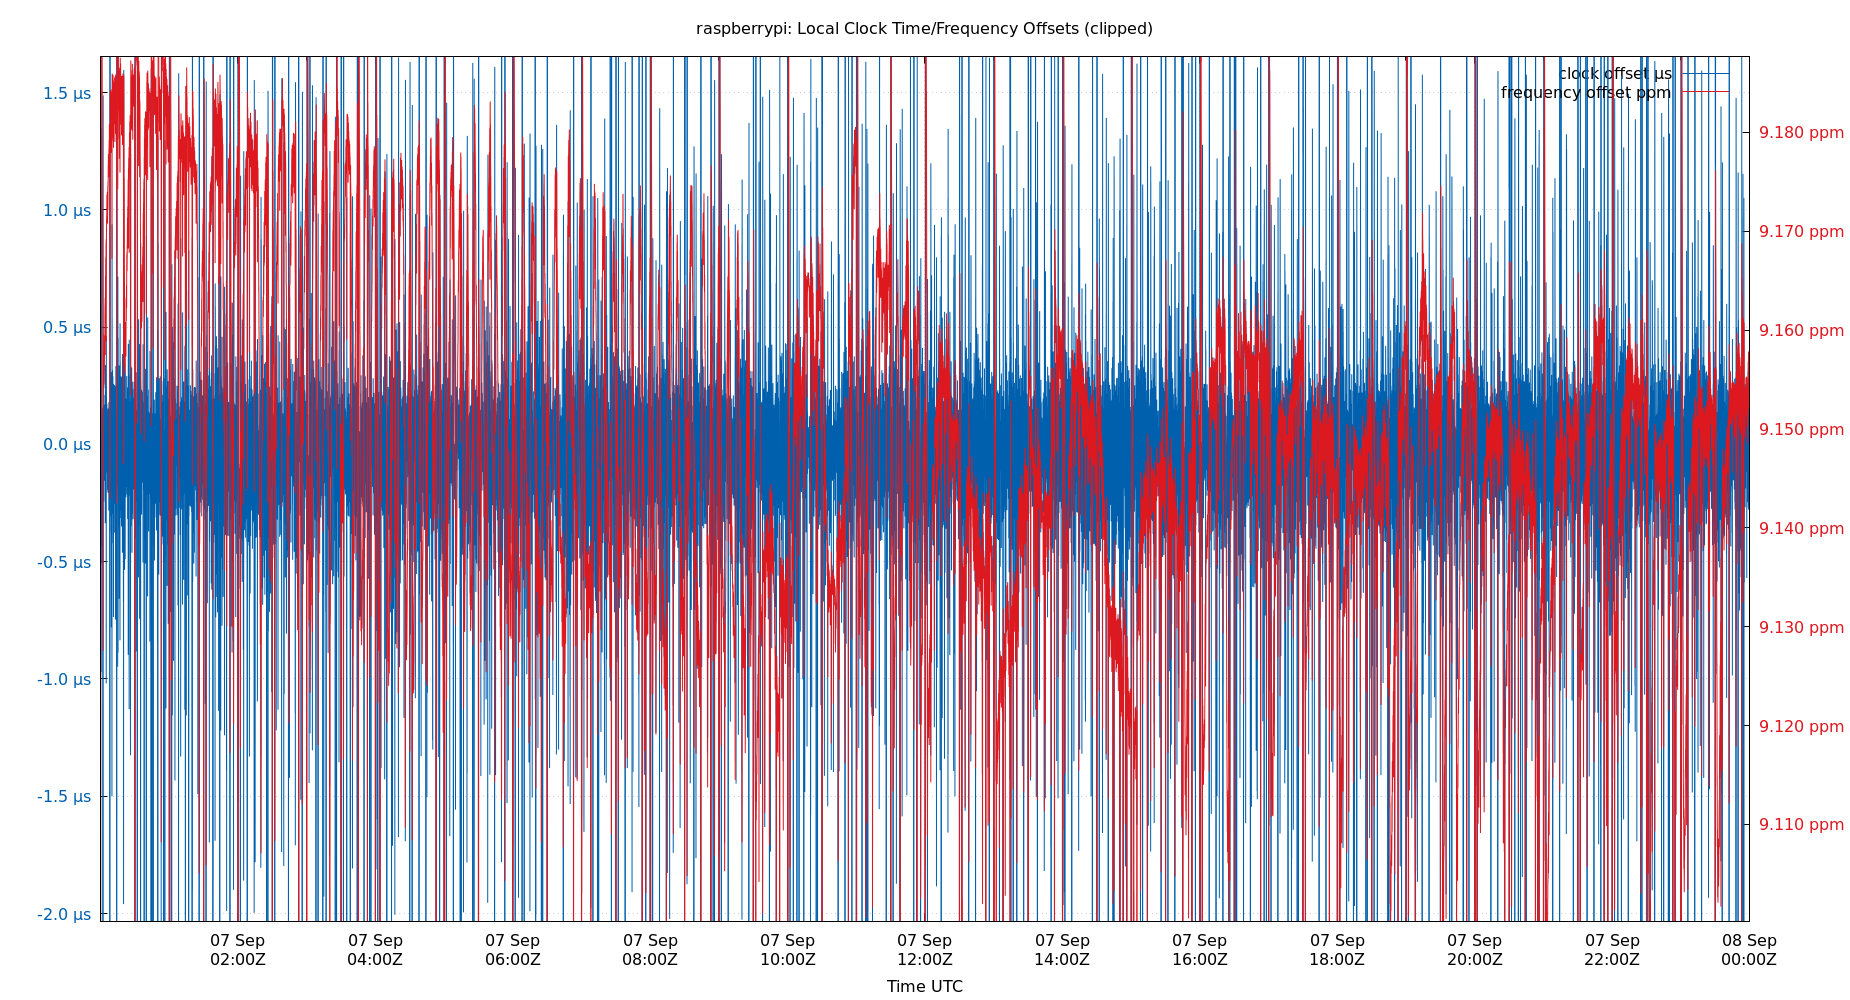 raspberrypi: Local Clock Time/Frequency Offsets (clipped)
clock offset µs
frequency offset ppm
1.5 µs
1.0 µs
0.5 µs
0.0 µs
-0.5 µs
-1.0 µs
-1.5 µs
-2.0 µs
9.180 ppm
9.170 ppm
9.160 ppm
9.150 ppm
9.140 ppm
9.130 ppm
9.120 ppm
9.110 ppm
07 Sep 07 Sep 07 Sep 07 Sep 07 Sep 07 Sep 07 Sep 07 Sep 07 Sep 07 Sep 07 Sep 08 Sep
02:00Z 04:00Z 06:00Z 08:00Z 10:00Z 12:00Z 14:00Z 16:00Z 18:00Z 20:00Z 22:00Z 00:00Z
Time UTC